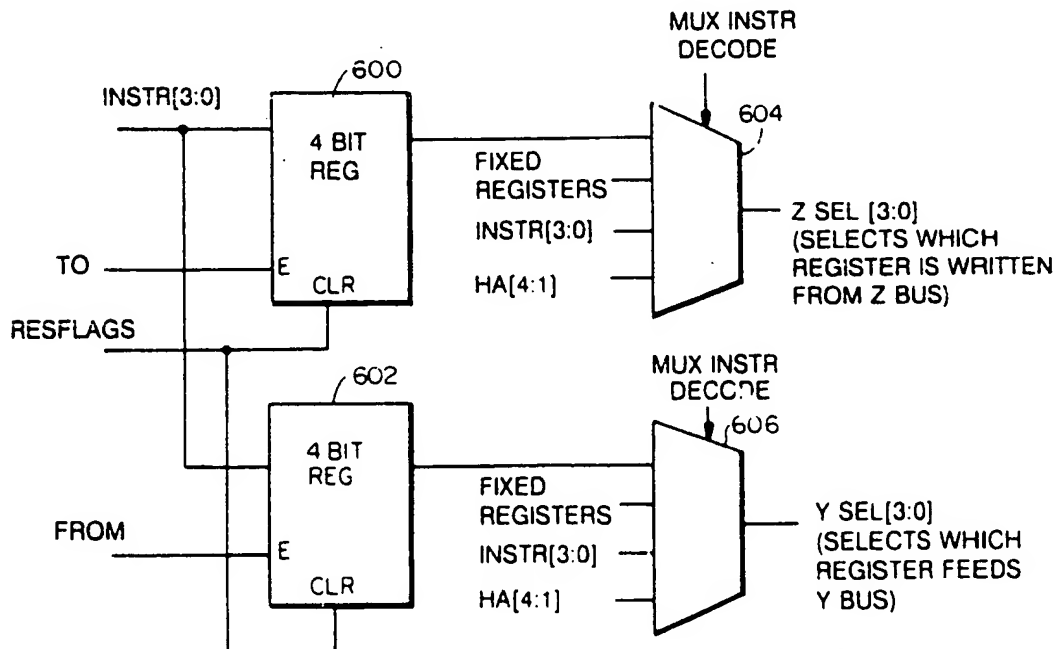 MUX INSTR
DECODE
600
INSTR[3:0]
604
4 BIT
REG
FIXED
REGISTERS
Z SEL [3:0]
(SELECTS WHICH
REGISTER IS WRITTEN
FROM Z BUS)
INSTR[3:0]
TO
E
CLR
HA[4:1]
RESFLAGS
MUX INSTR
DECODE
602
606
4 BIT
REG
FIXED
REGISTERS
Y SEL[3:0]
(SELECTS WHICH
REGISTER FEEDS
Y BUS)
FROM
E
INSTR[3:0]
CLR
HA[4:1]